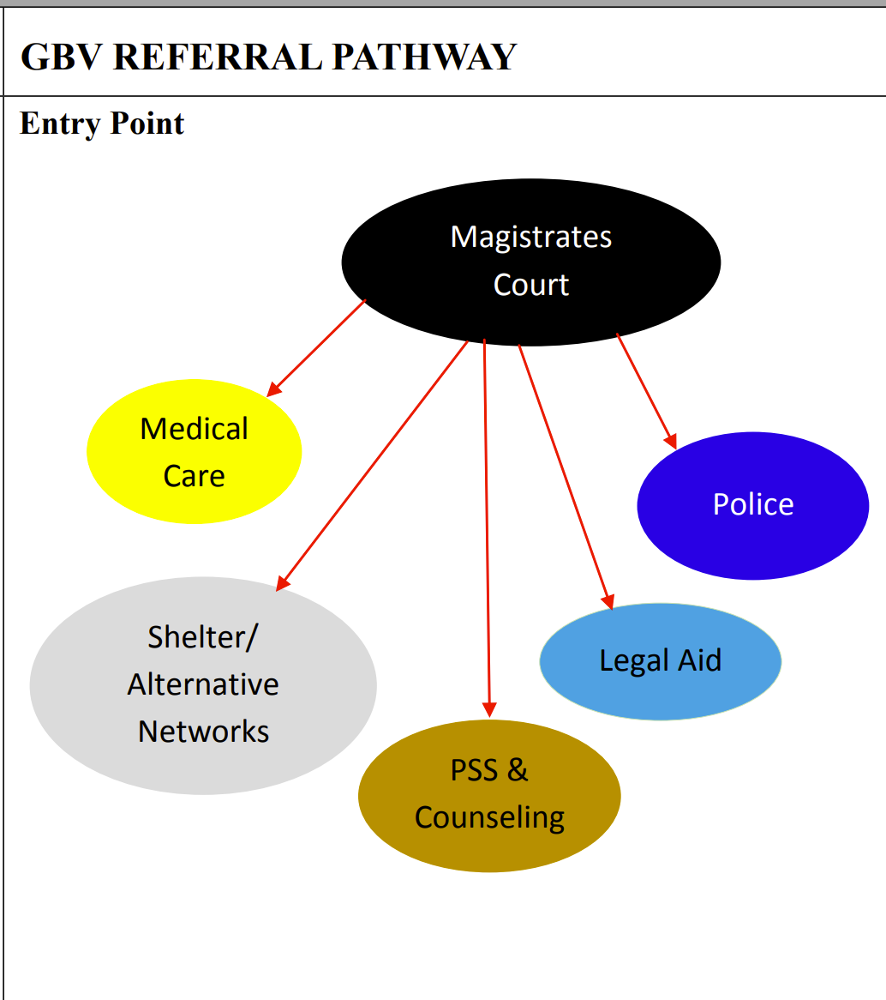 GBV REFERRAL PATHWAY
Entry Point
Magistrates
Court
Medical
Care
Police
Shelter/
Alternative
Networks
Legal Aid
PSS &
Counseling